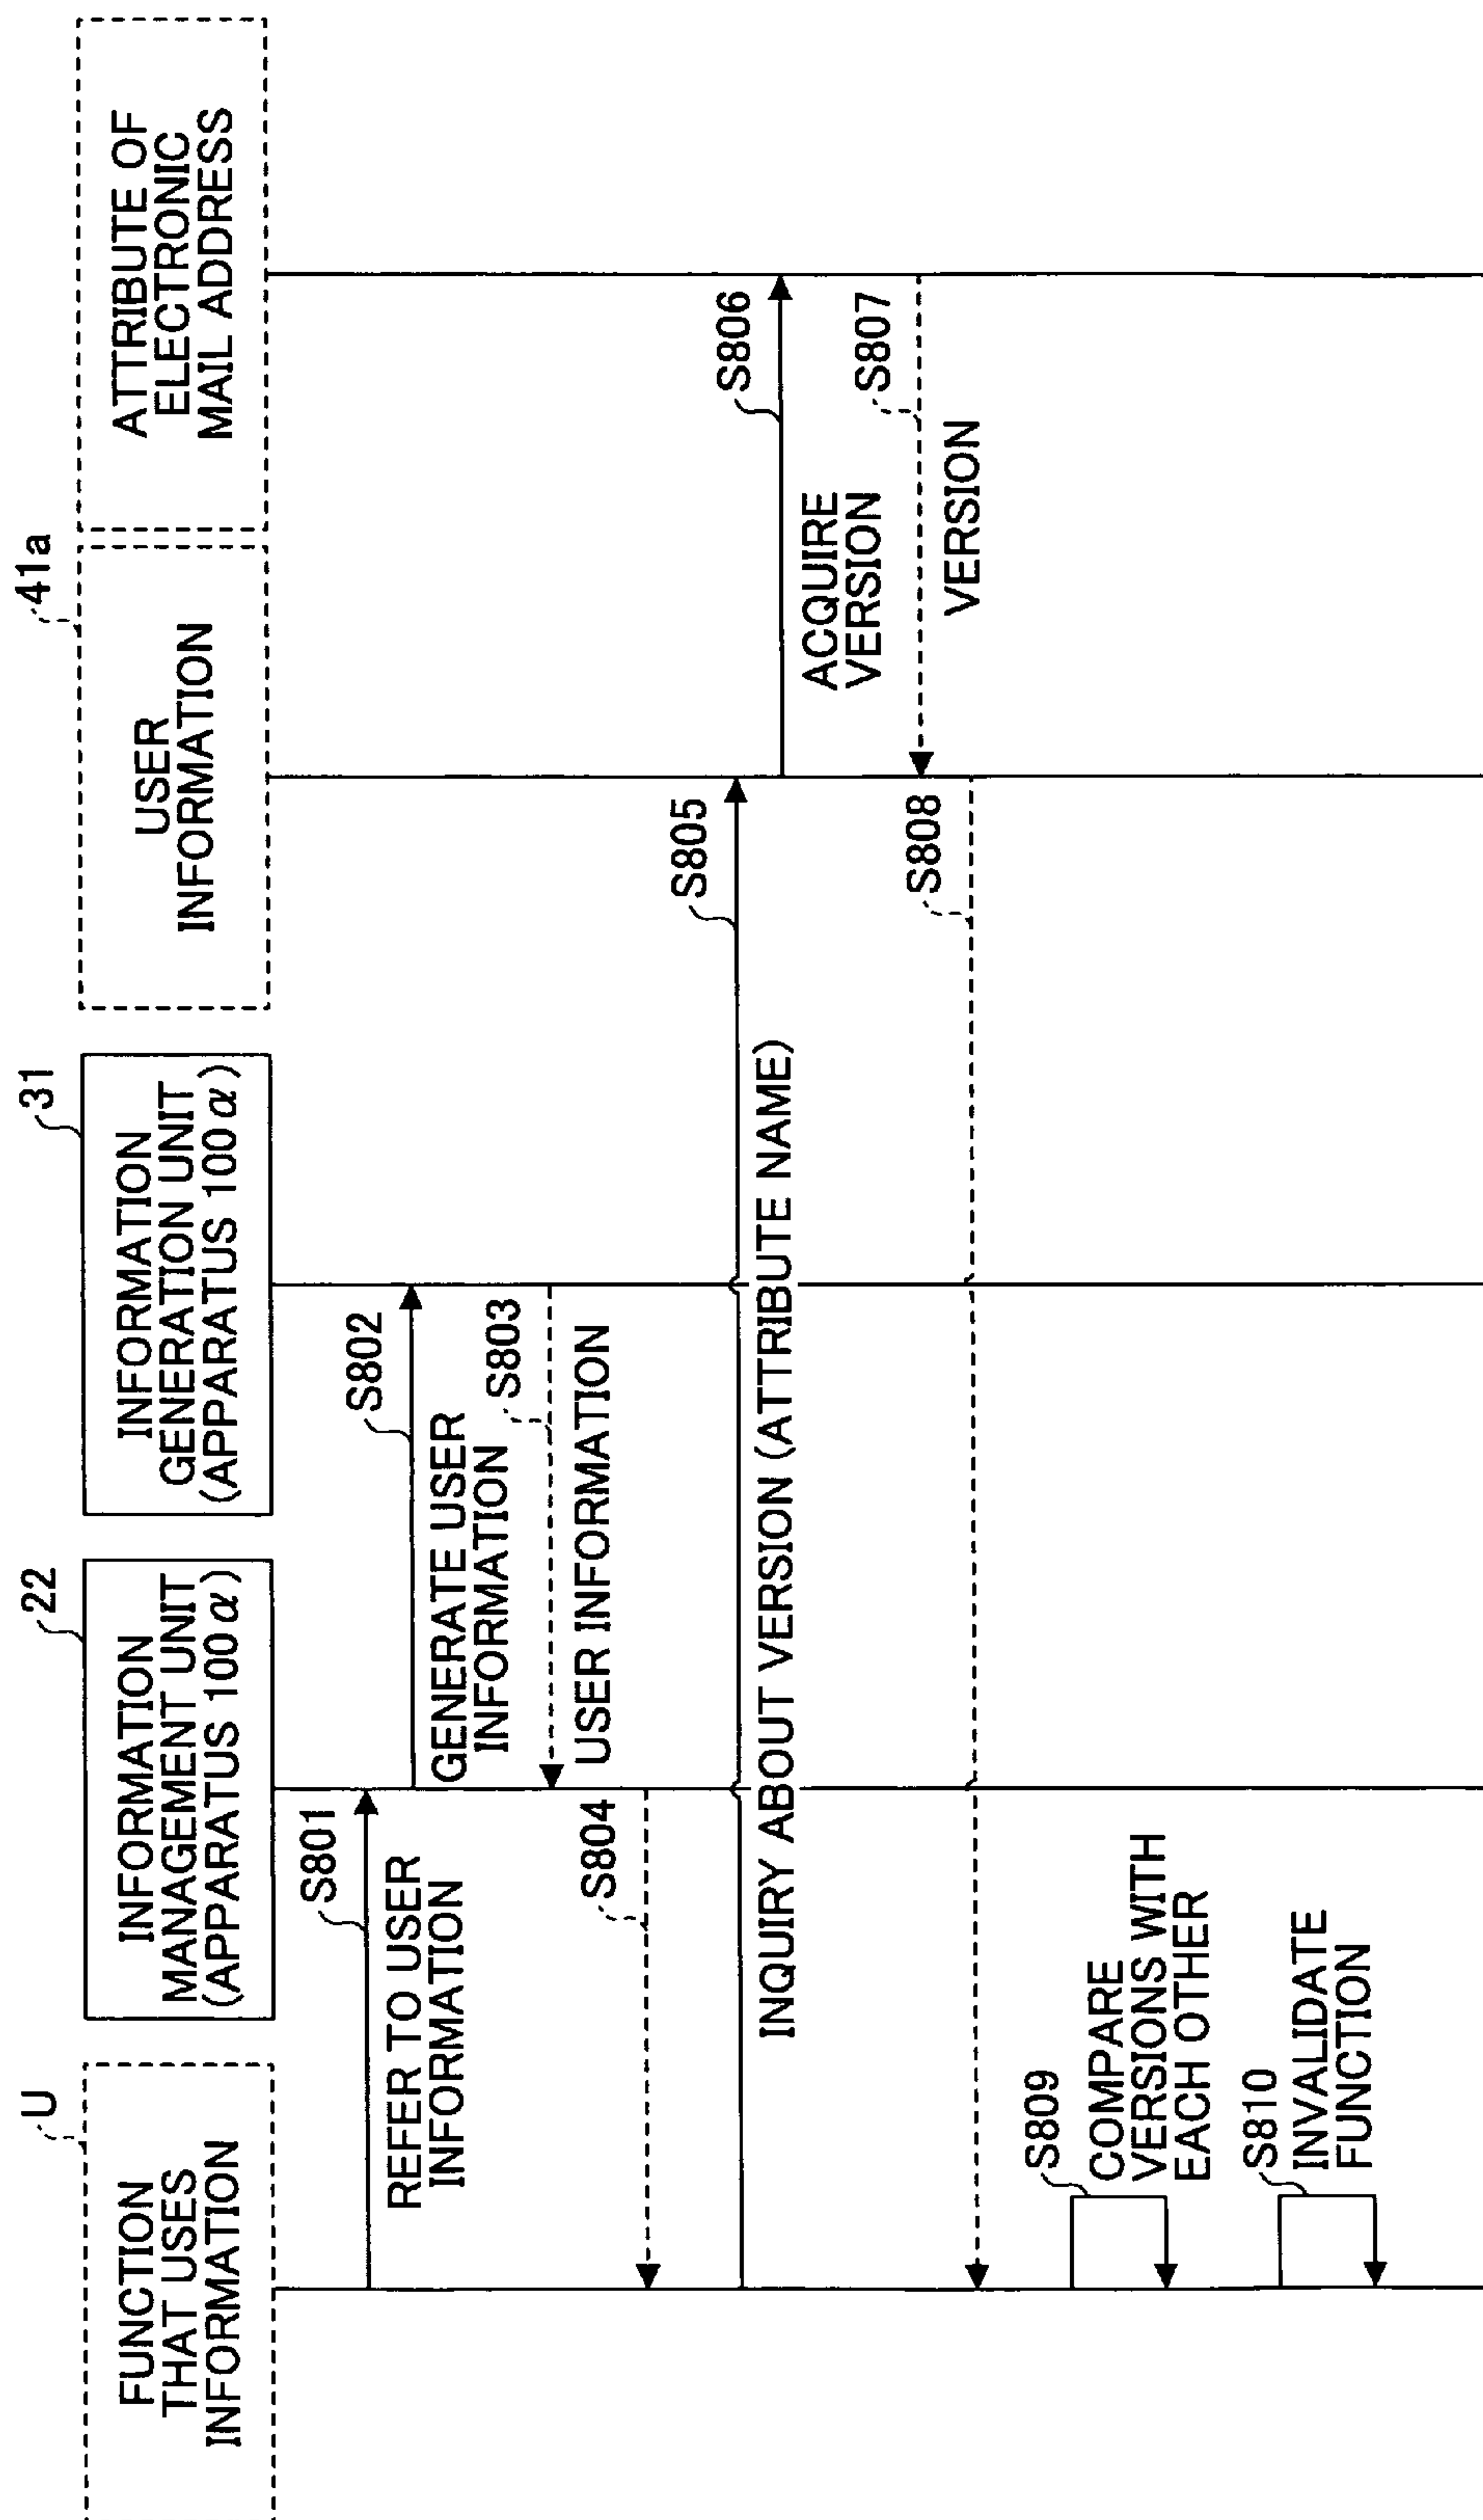 U
FUNCTION
THAT USES
INFORMATION
22
INFORMATION
MANAGEMENT UNIT
(APPARATUS 100α)
31
INFORMATION
GENERATION UNIT
(APPARATUS 100α)
41a
USER
INFORMATION
ATTRIBUTE OF
ELECTRONIC
MAIL ADDRESS
S801
REFER TO USER
INFORMATION
S802
GENERATE USER
INFORMATION
S803
USER INFORMATION
S804
S805
INQUIRY ABOUT VERSION (ATTRIBUTE NAME)
S806
ACQUIRE
VERSION
S807
VERSION
S808
S809
COMPARE
VERSIONS WITH
EACH OTHER
S810
INVALIDATE
FUNCTION